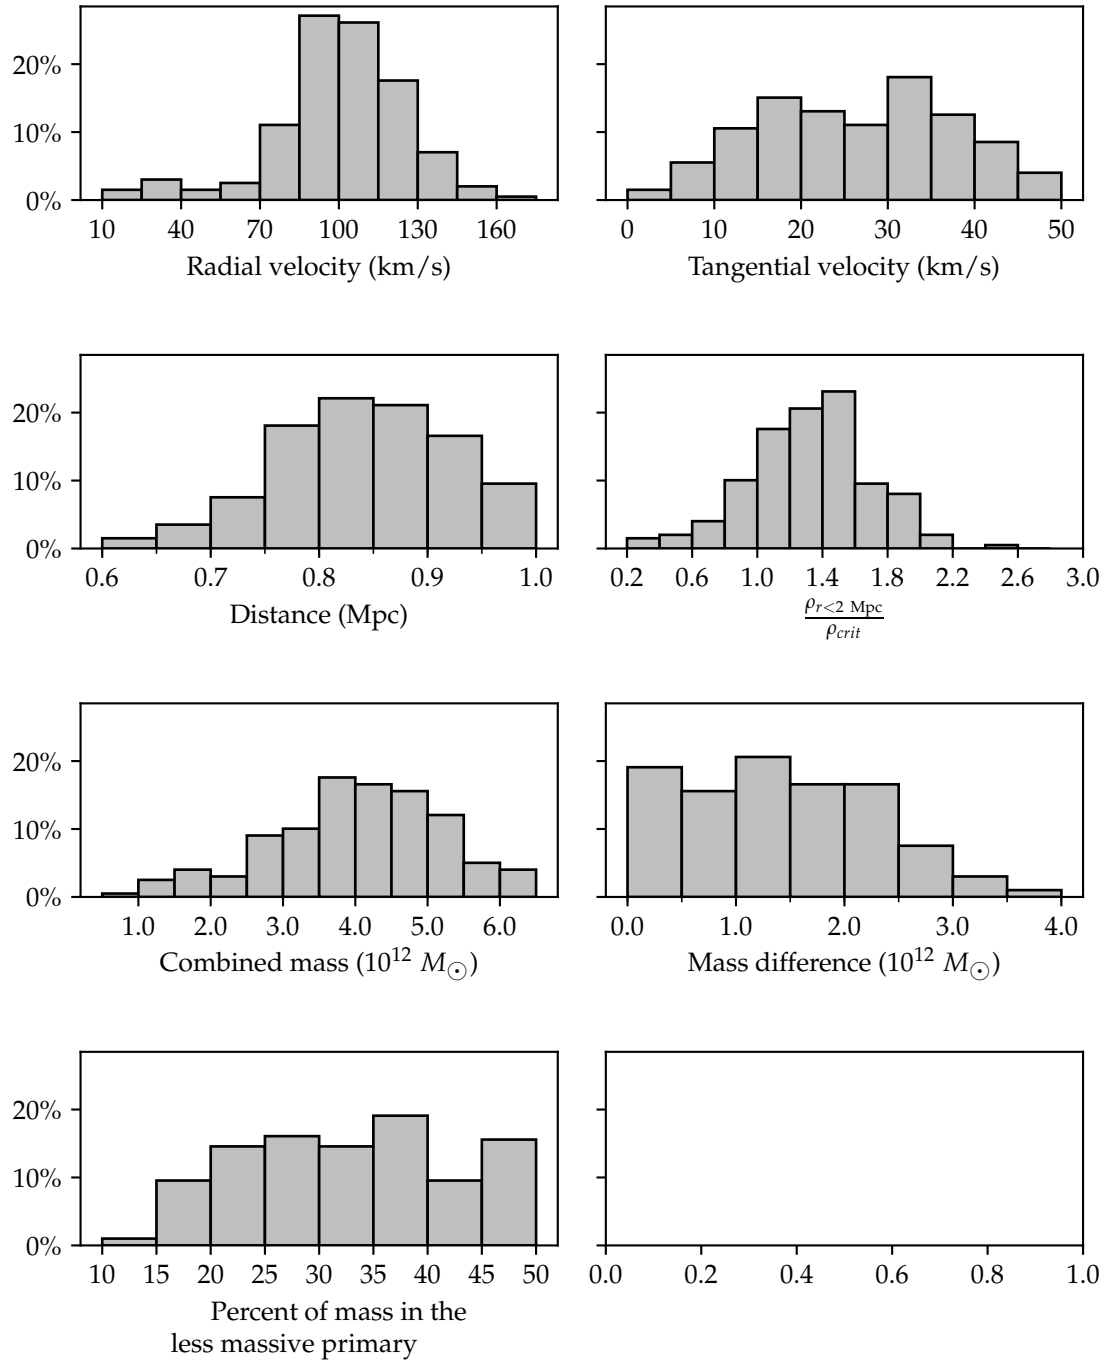 20%
10%
0%
10 40 70 100 130 160
Radial velocity (km/s)
0 10 20 30 40 50
Tangential velocity (km/s)
20%
10%
0%
0.6 0.7 0.8 0.9 1.0
Distance (Mpc)
0.2 0.6 1.0 1.4 1.8 2.2 2.6 3.0
ρr<2 Mpc
ρcrit
20%
10%
0%
1.0 2.0 3.0 4.0 5.0 6.0
Combined mass (10¹² M☉)
0.0 1.0 2.0 3.0 4.0
Mass difference (10¹² M☉)
20%
10%
0%
10 15 20 25 30 35 40 45 50
Percent of mass in the
less massive primary
0.0 0.2 0.4 0.6 0.8 1.0